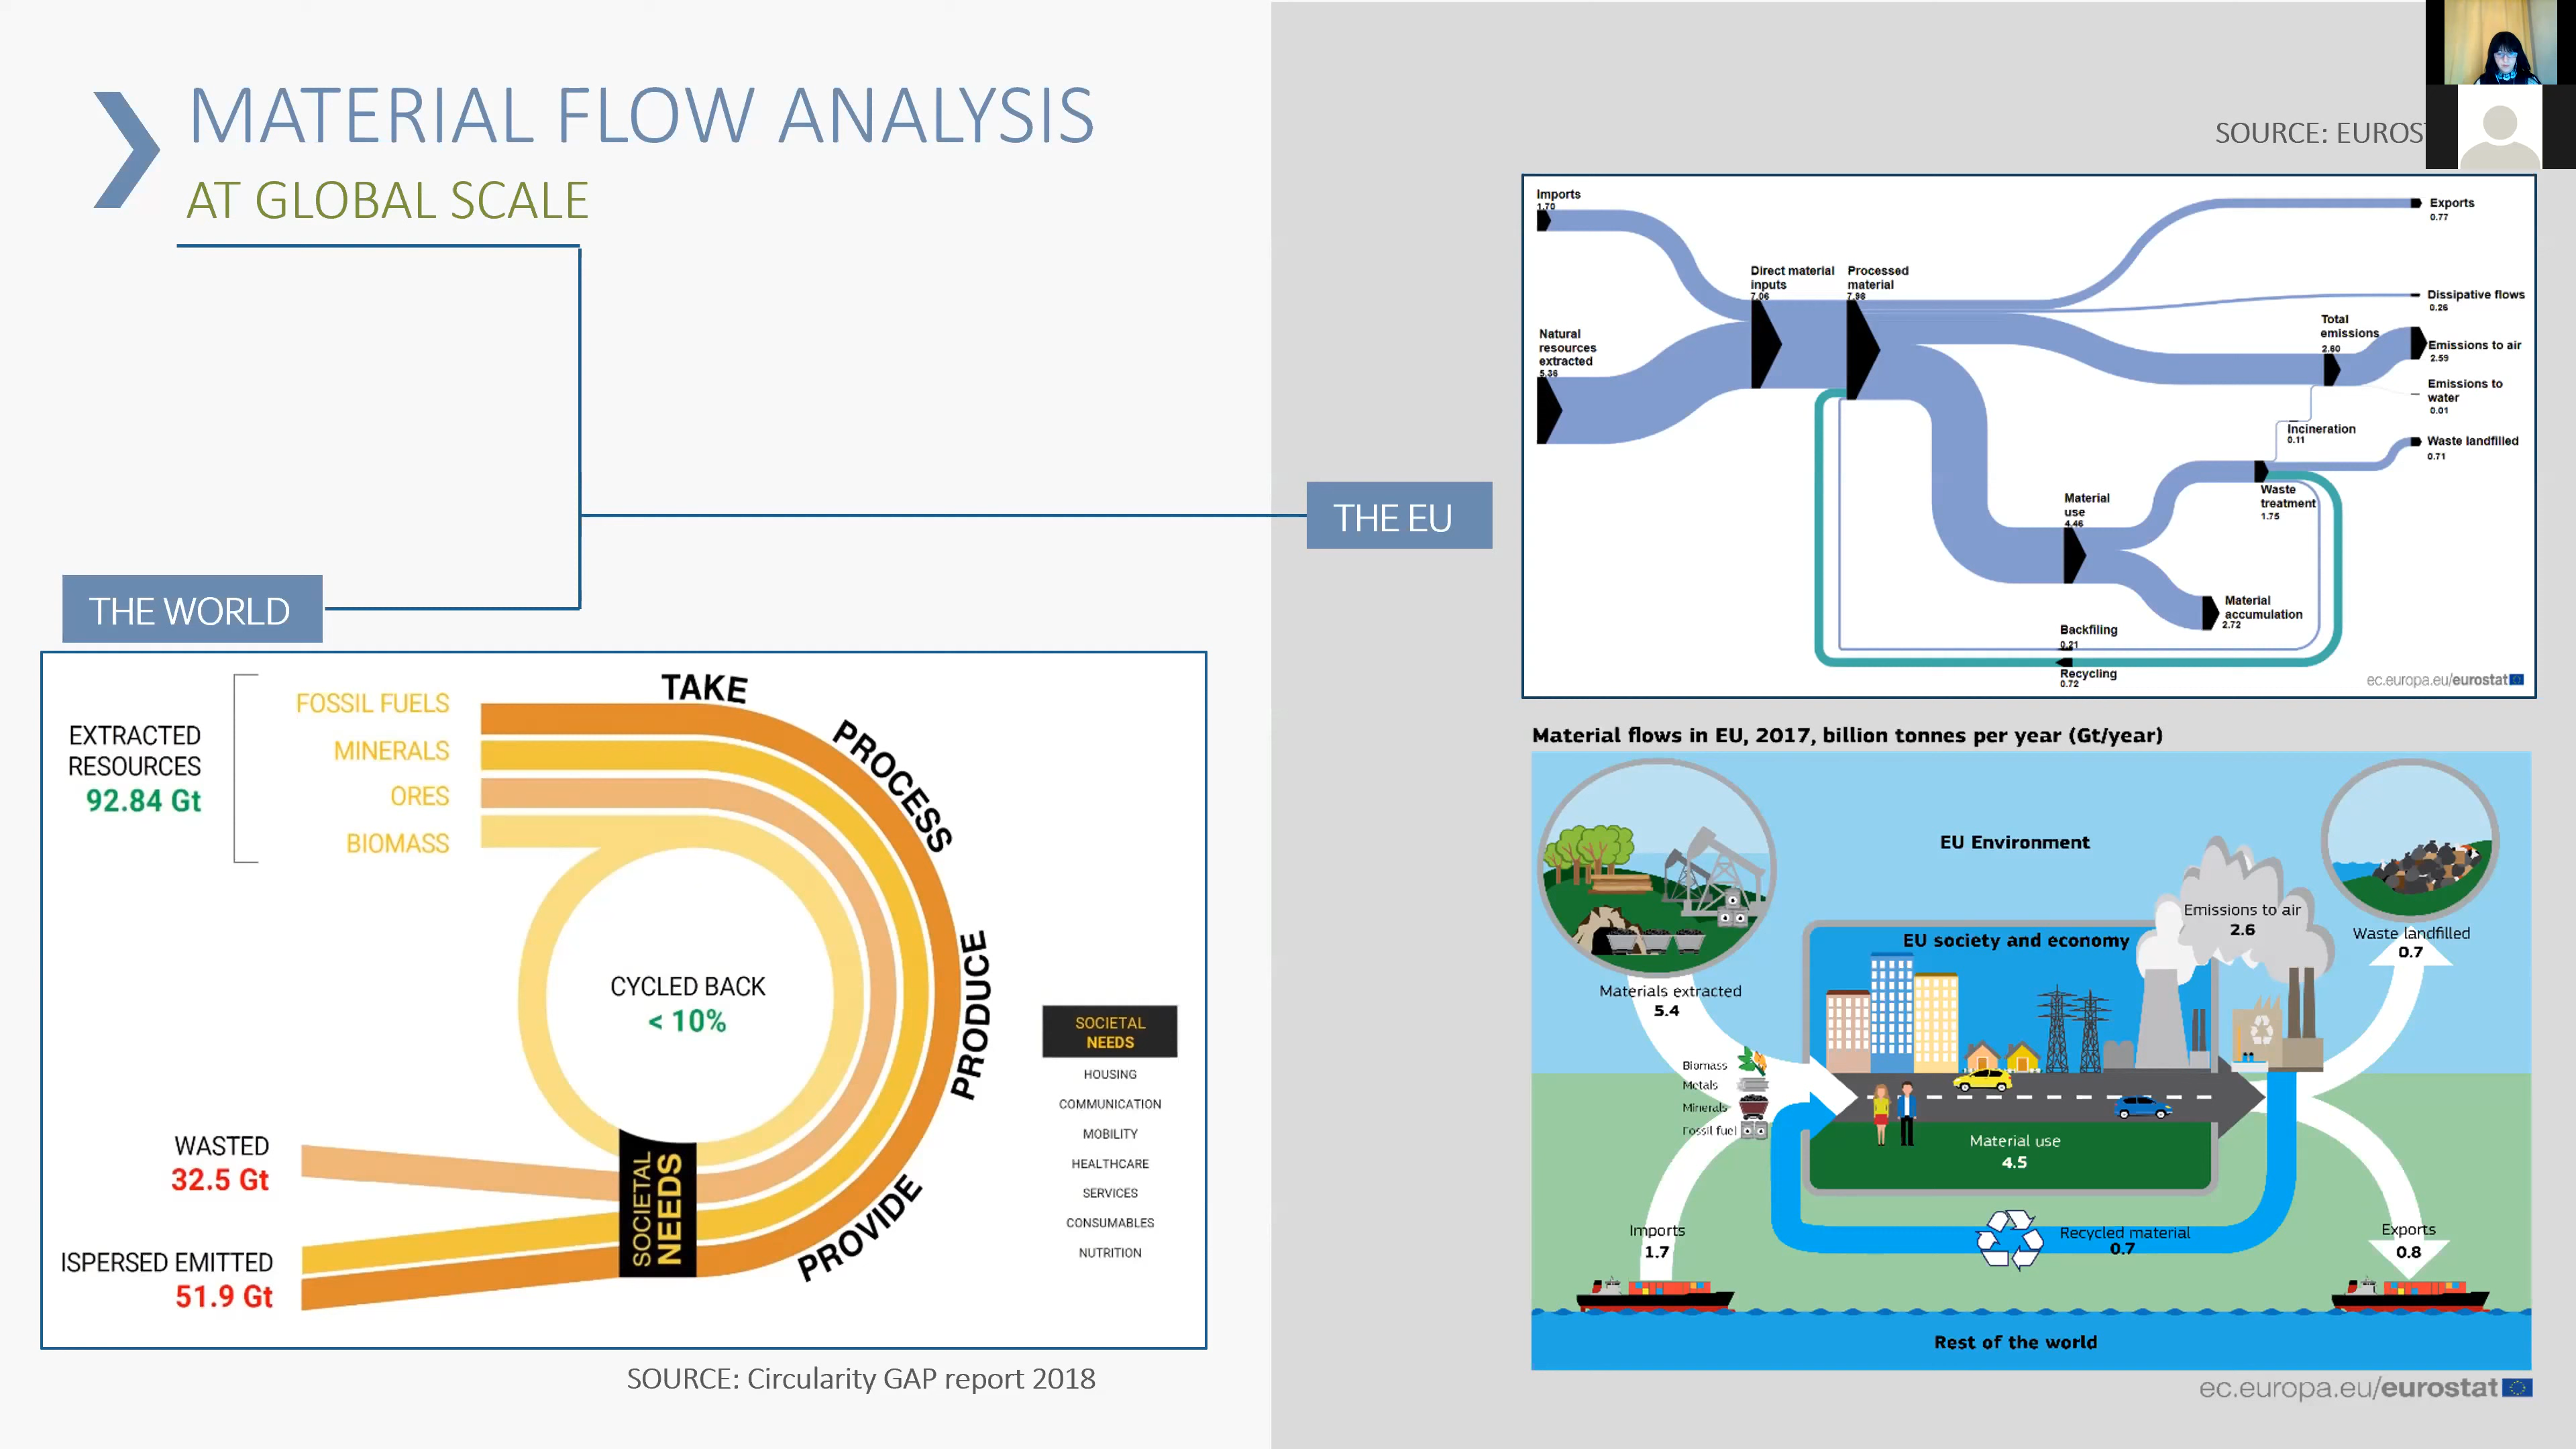 MATERIAL FLOW ANALYSIS
AT GLOBAL SCALE
THE WORLD
EXTRACTED
RESOURCES
92.84 Gt
FOSSIL FUELS
MINERALS
ORES
BIOMASS
TAKE
PROCESS
PRODUCE
PROVIDE
CYCLED BACK
< 10%
SOCIETAL
NEEDS
WASTED
32.5 Gt
ISPERSED EMITTED
51.9 Gt
SOCIETAL
NEEDS
HOUSING
COMMUNICATION
MOBILITY
HEALTHCARE
SERVICES
CONSUMABLES
NUTRITION
SOURCE: Circularity GAP report 2018
THE EU
SOURCE: EUROS
Imports
1.70
Natural
resources
extracted
5.36
Direct material
inputs
7.06
Processed
material
7.98
Exports
0.77
Dissipative flows
0.26
Total
emissions
2.60
Emissions to air
2.59
Emissions to
water
0.01
Incineration
0.11
Waste landfilled
0.71
Waste
treatment
1.75
Material
use
4.46
Material
accumulation
2.72
Backfiling
0.21
Recycling
0.72
ec.europa.eu/eurostat
Material flows in EU, 2017, billion tonnes per year (Gt/year)
EU Environment
EU society and economy
Emissions to air
2.6
Waste landfilled
0.7
Materials extracted
5.4
Biomass
Metals
Minerals
Fossil fuel
Material use
4.5
Imports
1.7
Recycled material
0.7
Exports
0.8
Rest of the world
ec.europa.eu/eurostat